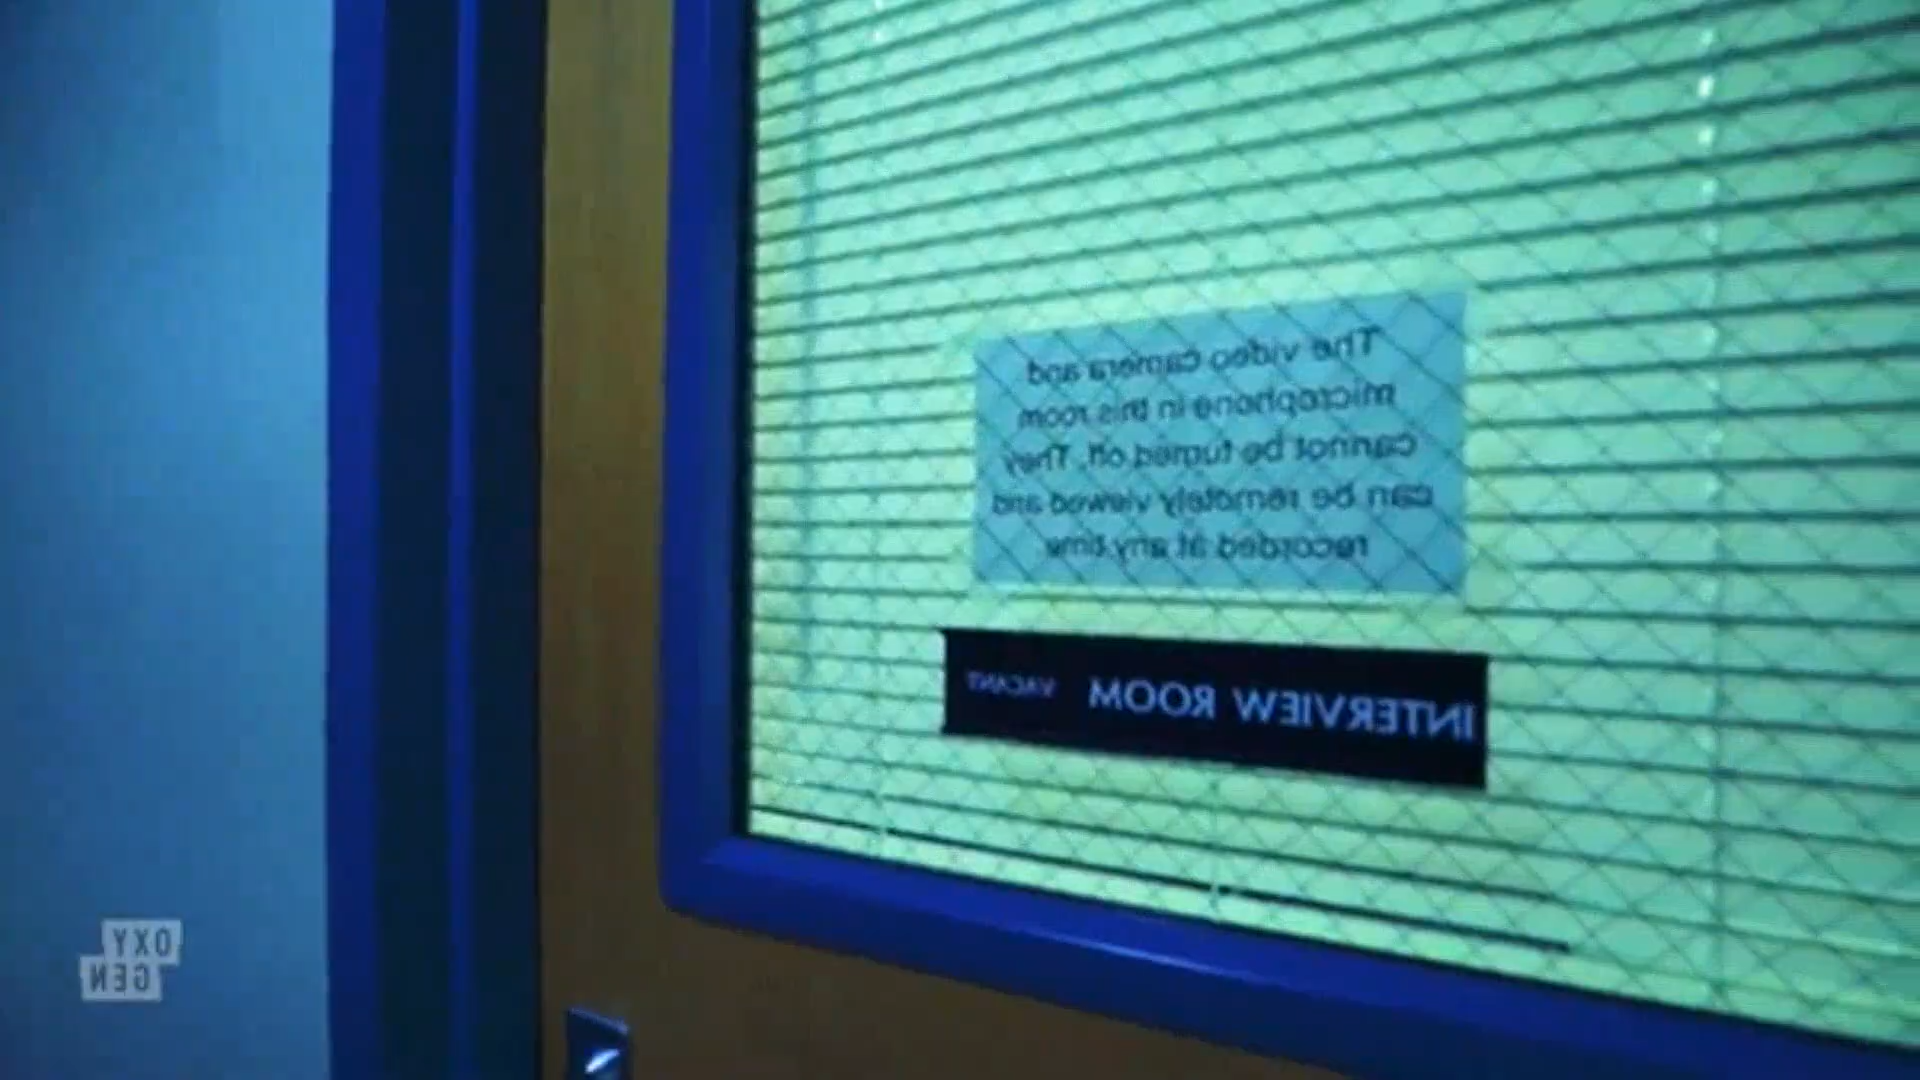 The video camera and
microphone in this room
cannot be turned off. They
can be remotely viewed and
recorded at any time.
INTERVIEW ROOM VACANT
OXY
GEN